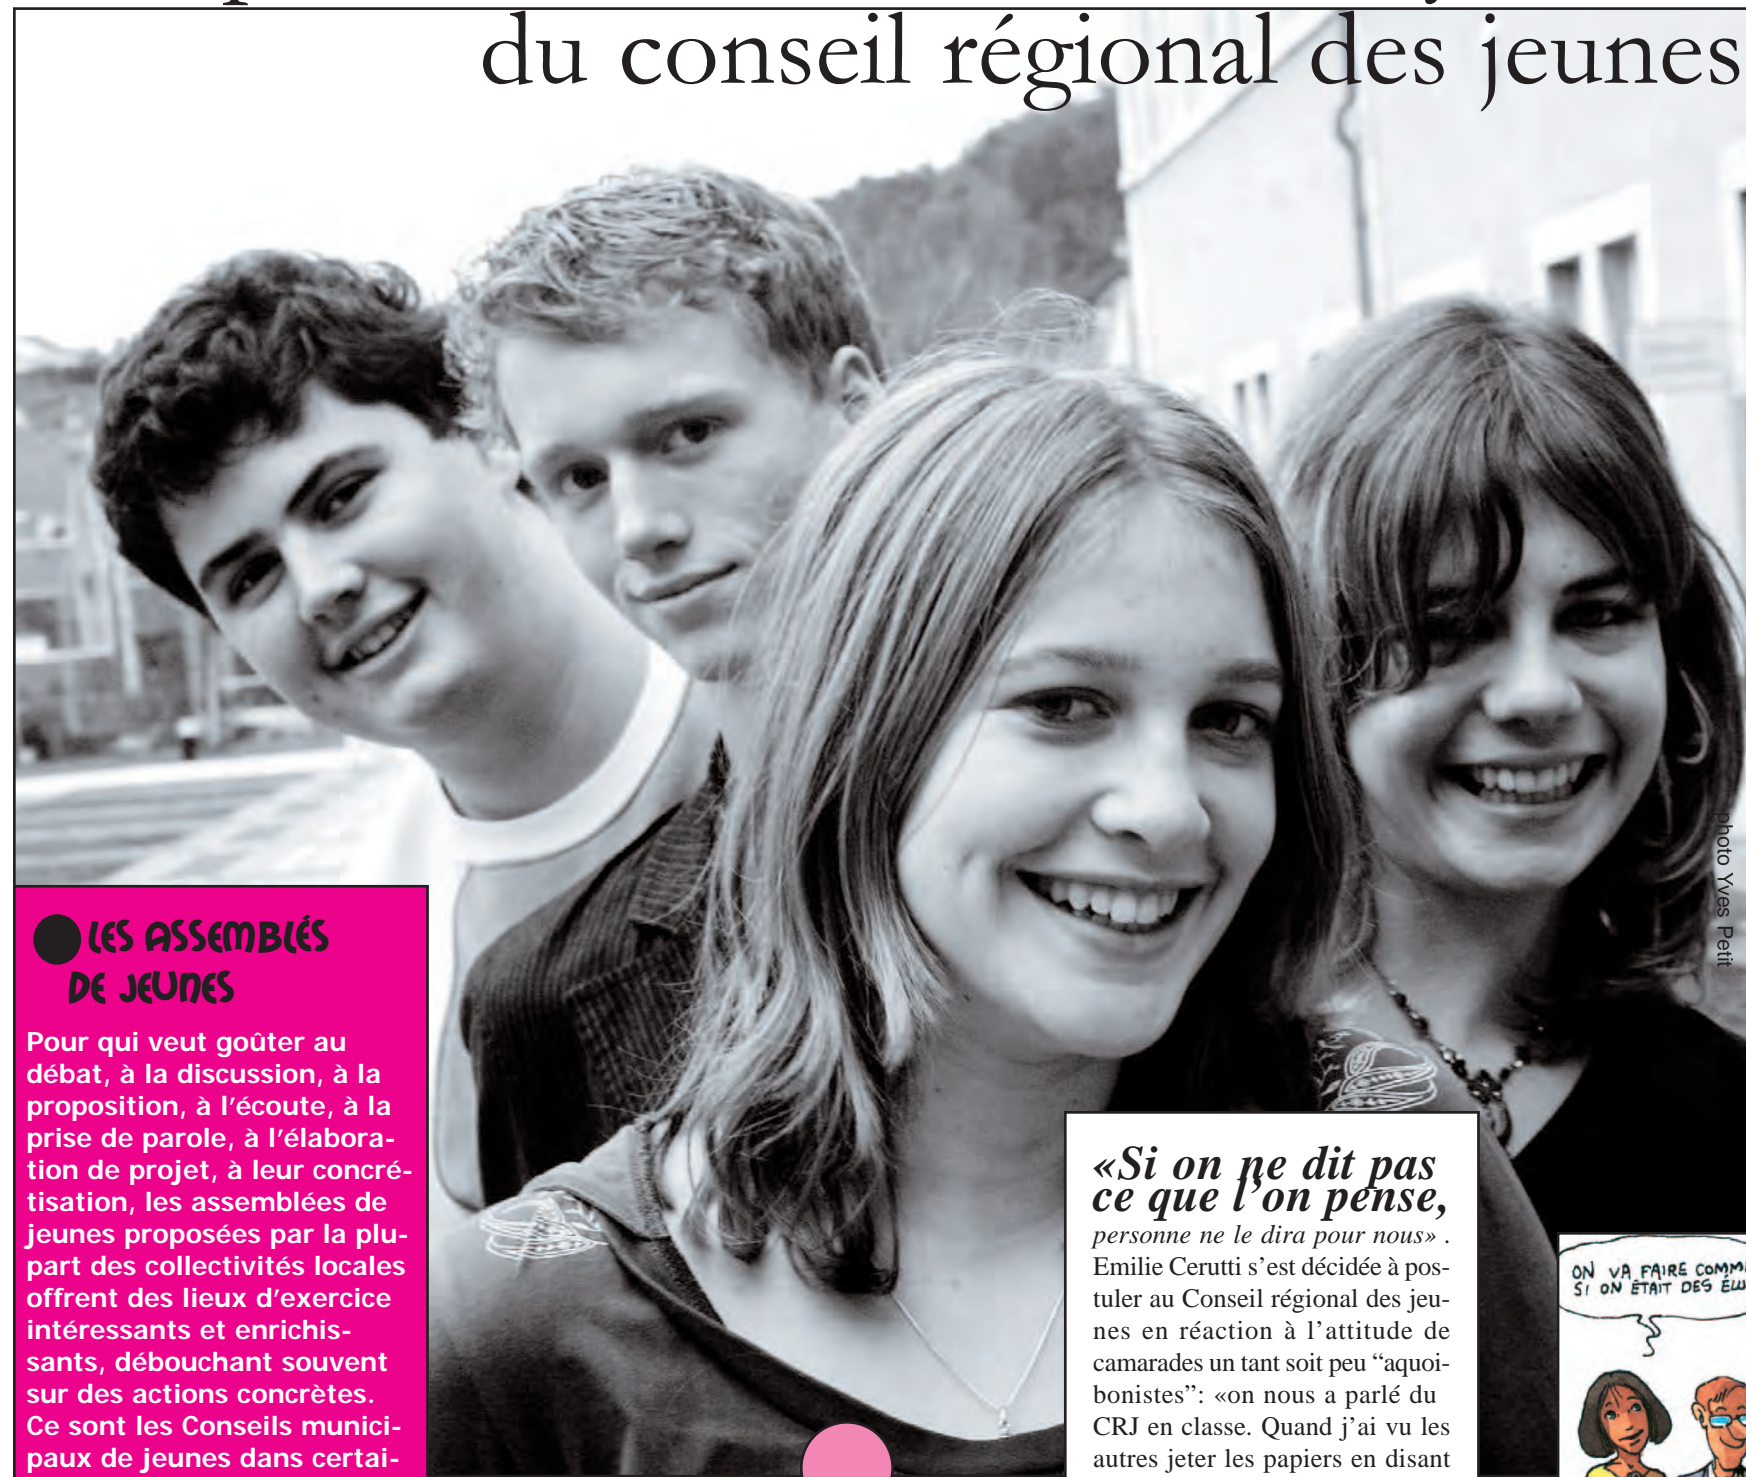 du conseil régional des jeunes
photo Yves Petit
LES ASSEMBLÉS
DE JEUNES
Pour qui veut goûter au
débat, à la discussion, à la
proposition, à l'écoute, à la
prise de parole, à l'élabora-
tion de projet, à leur concré-
tisation, les assemblées de
jeunes proposées par la plu-
part des collectivités locales
offrent des lieux d'exercice
intéressants et enrichis-
sants, débouchant souvent
sur des actions concrètes.
Ce sont les Conseils munici-
paux de jeunes dans certai-
«Si on ne dit pas
ce que l'on pense,
personne ne le dira pour nous» .
Emilie Cerutti s'est décidée à pos-
tuler au Conseil régional des jeu-
nes en réaction à l'attitude de
camarades un tant soit peu “aquoi-
bonistes”: «on nous a parlé du
CRJ en classe. Quand j'ai vu les
autres jeter les papiers en disant
ON VA FAIRE COMM
SI ON ÉTAIT DES ÉLU